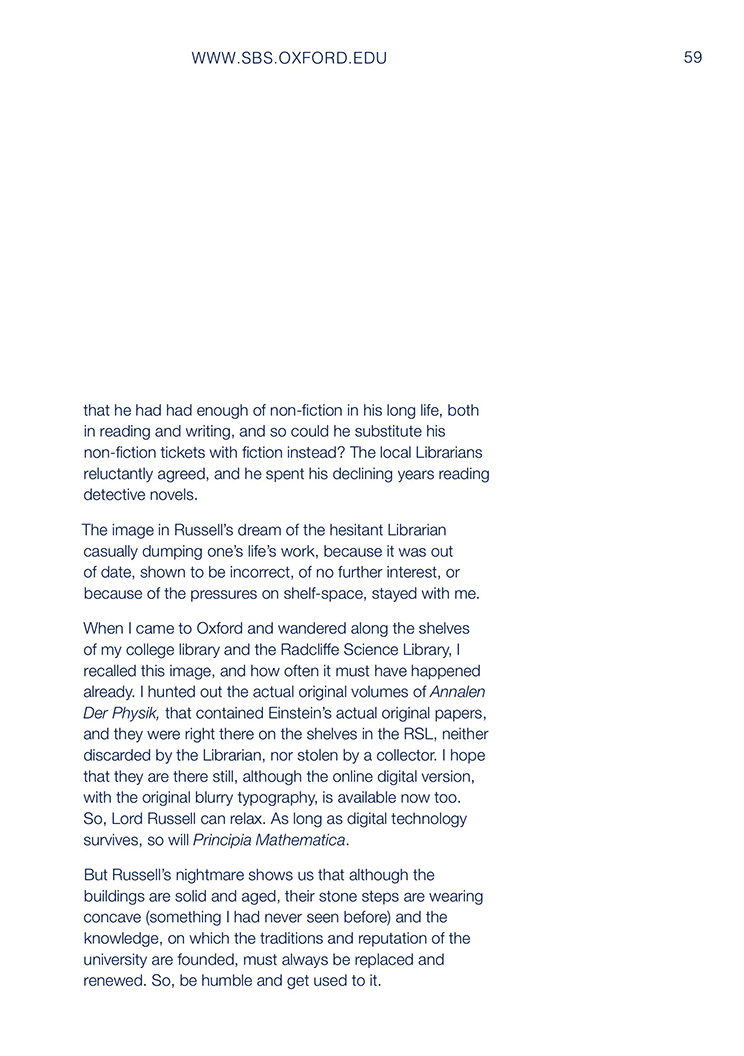 WWW.SBS.OXFORD.EDU 59
that he had had enough of non-fiction in his long life, both
in reading and writing, and so could he substitute his
non-fiction tickets with fiction instead? The local Librarians
reluctantly agreed, and he spent his declining years reading
detective novels.
The image in Russell’s dream of the hesitant Librarian
casually dumping one’s life’s work, because it was out
of date, shown to be incorrect, of no further interest, or
because of the pressures on shelf-space, stayed with me.
When I came to Oxford and wandered along the shelves
of my college library and the Radcliffe Science Library, I
recalled this image, and how often it must have happened
already. I hunted out the actual original volumes of Annalen
Der Physik, that contained Einstein’s actual original papers,
and they were right there on the shelves in the RSL, neither
discarded by the Librarian, nor stolen by a collector. I hope
that they are there still, although the online digital version,
with the original blurry typography, is available now too.
So, Lord Russell can relax. As long as digital technology
survives, so will Principia Mathematica.
But Russell’s nightmare shows us that although the
buildings are solid and aged, their stone steps are wearing
concave (something I had never seen before) and the
knowledge, on which the traditions and reputation of the
university are founded, must always be replaced and
renewed. So, be humble and get used to it.